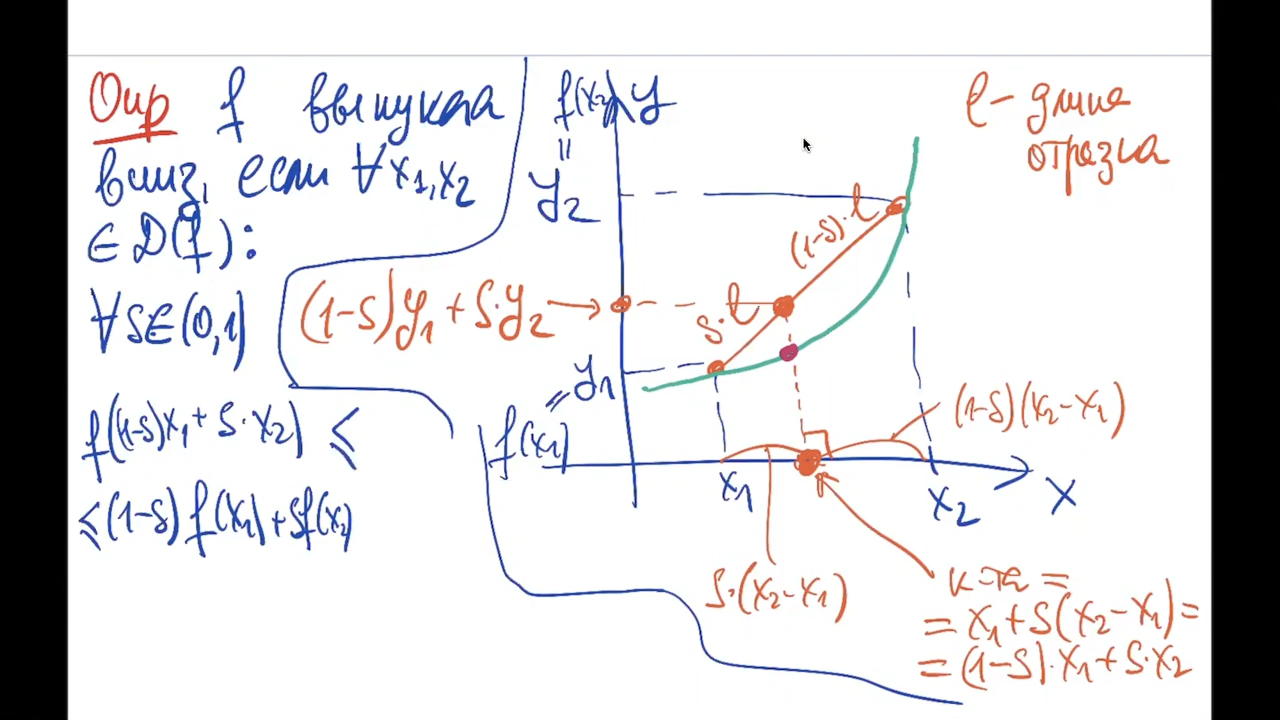 Опр f выпукла
вниз, если ∀x₁,x₂
∈ D(f):
∀s∈(0,1)
f((1-s)x₁ + s·x₂) ≤
≤ (1-s) f(x₁) + sf(x₂)
f(x₂) y
=
y₂
(1-s)y₁ + s·y₂
= y₁
f(x₁)
s·l
(1-s)·l
l - длина
отрезка
(1-s)(x₂-x₁)
x₁
x₂
x
s·(x₂-x₁)
к-та =
= x₁ + s(x₂-x₁) =
= (1-s)·x₁ + s·x₂